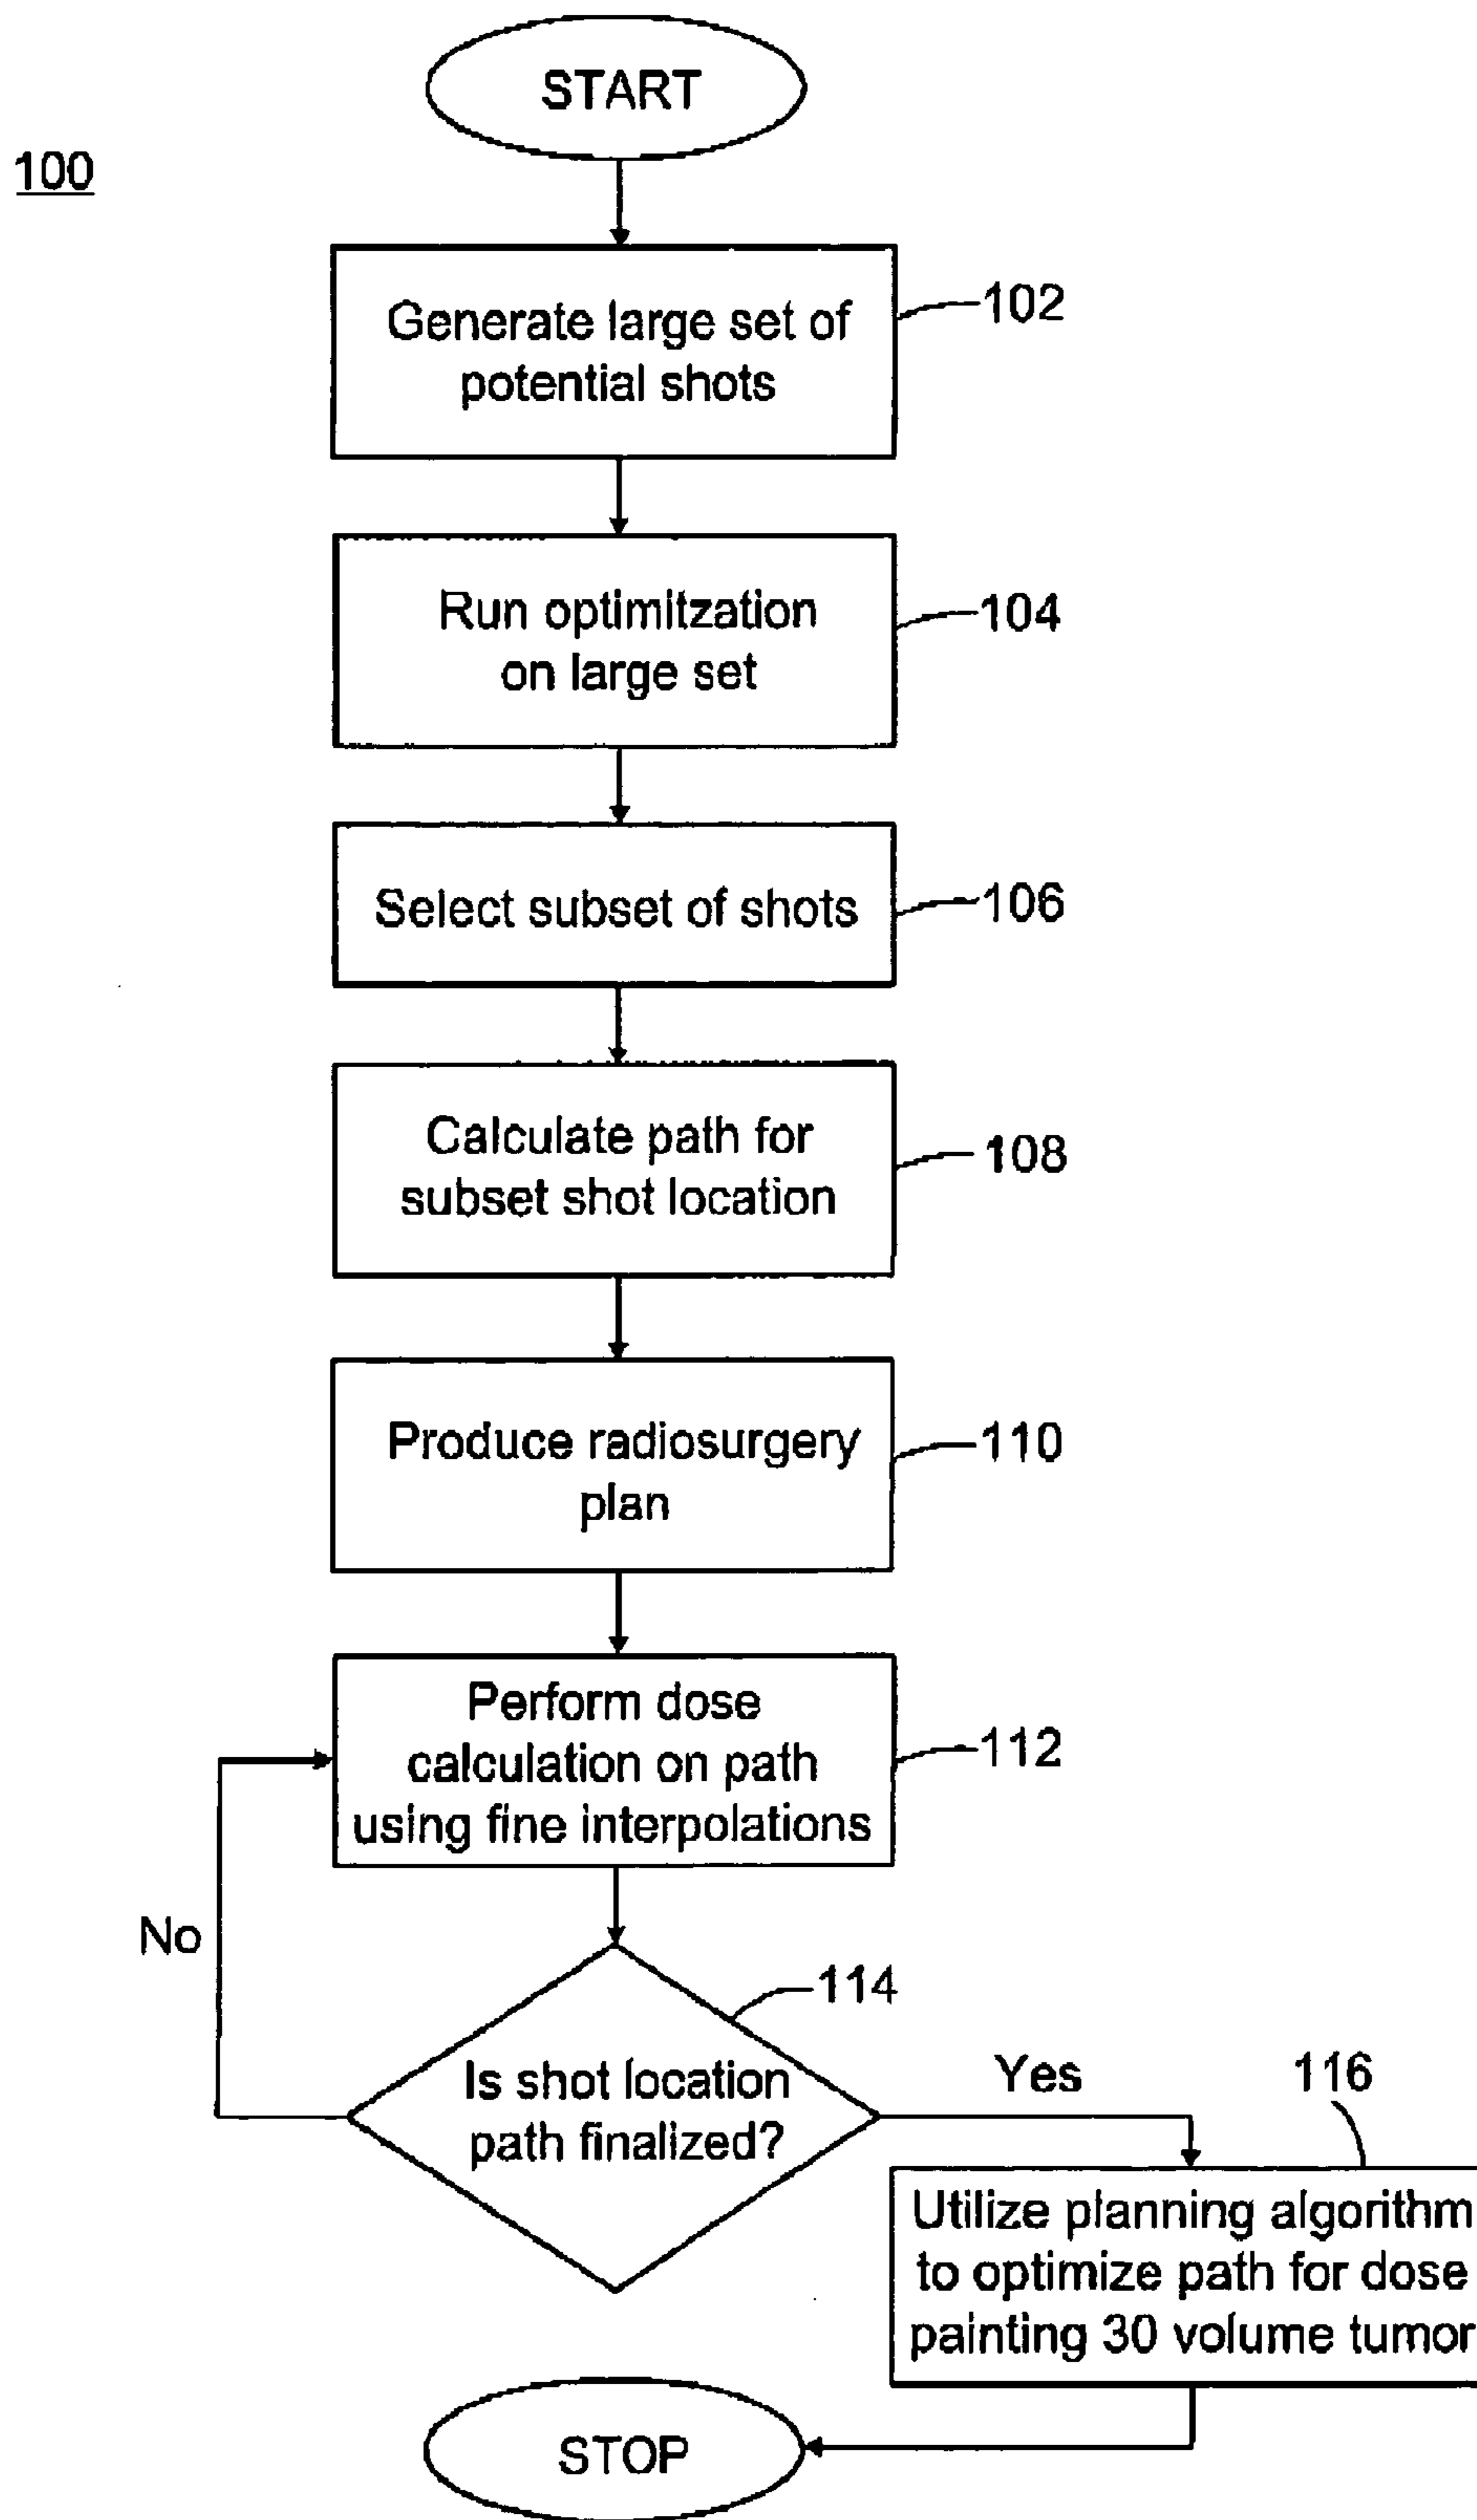 START
100
Generate large set of
potential shots
102
Run optimitzation
on large set
104
Select subset of shots
106
Calculate path for
subset shot location
108
Produce radiosurgery
plan
110
Perform dose
calculation on path
using fine interpolations
112
No
114
Is shot location
path finalized?
Yes
116
Utilize planning algorithm
to optimize path for dose
painting 30 volume tumor
STOP